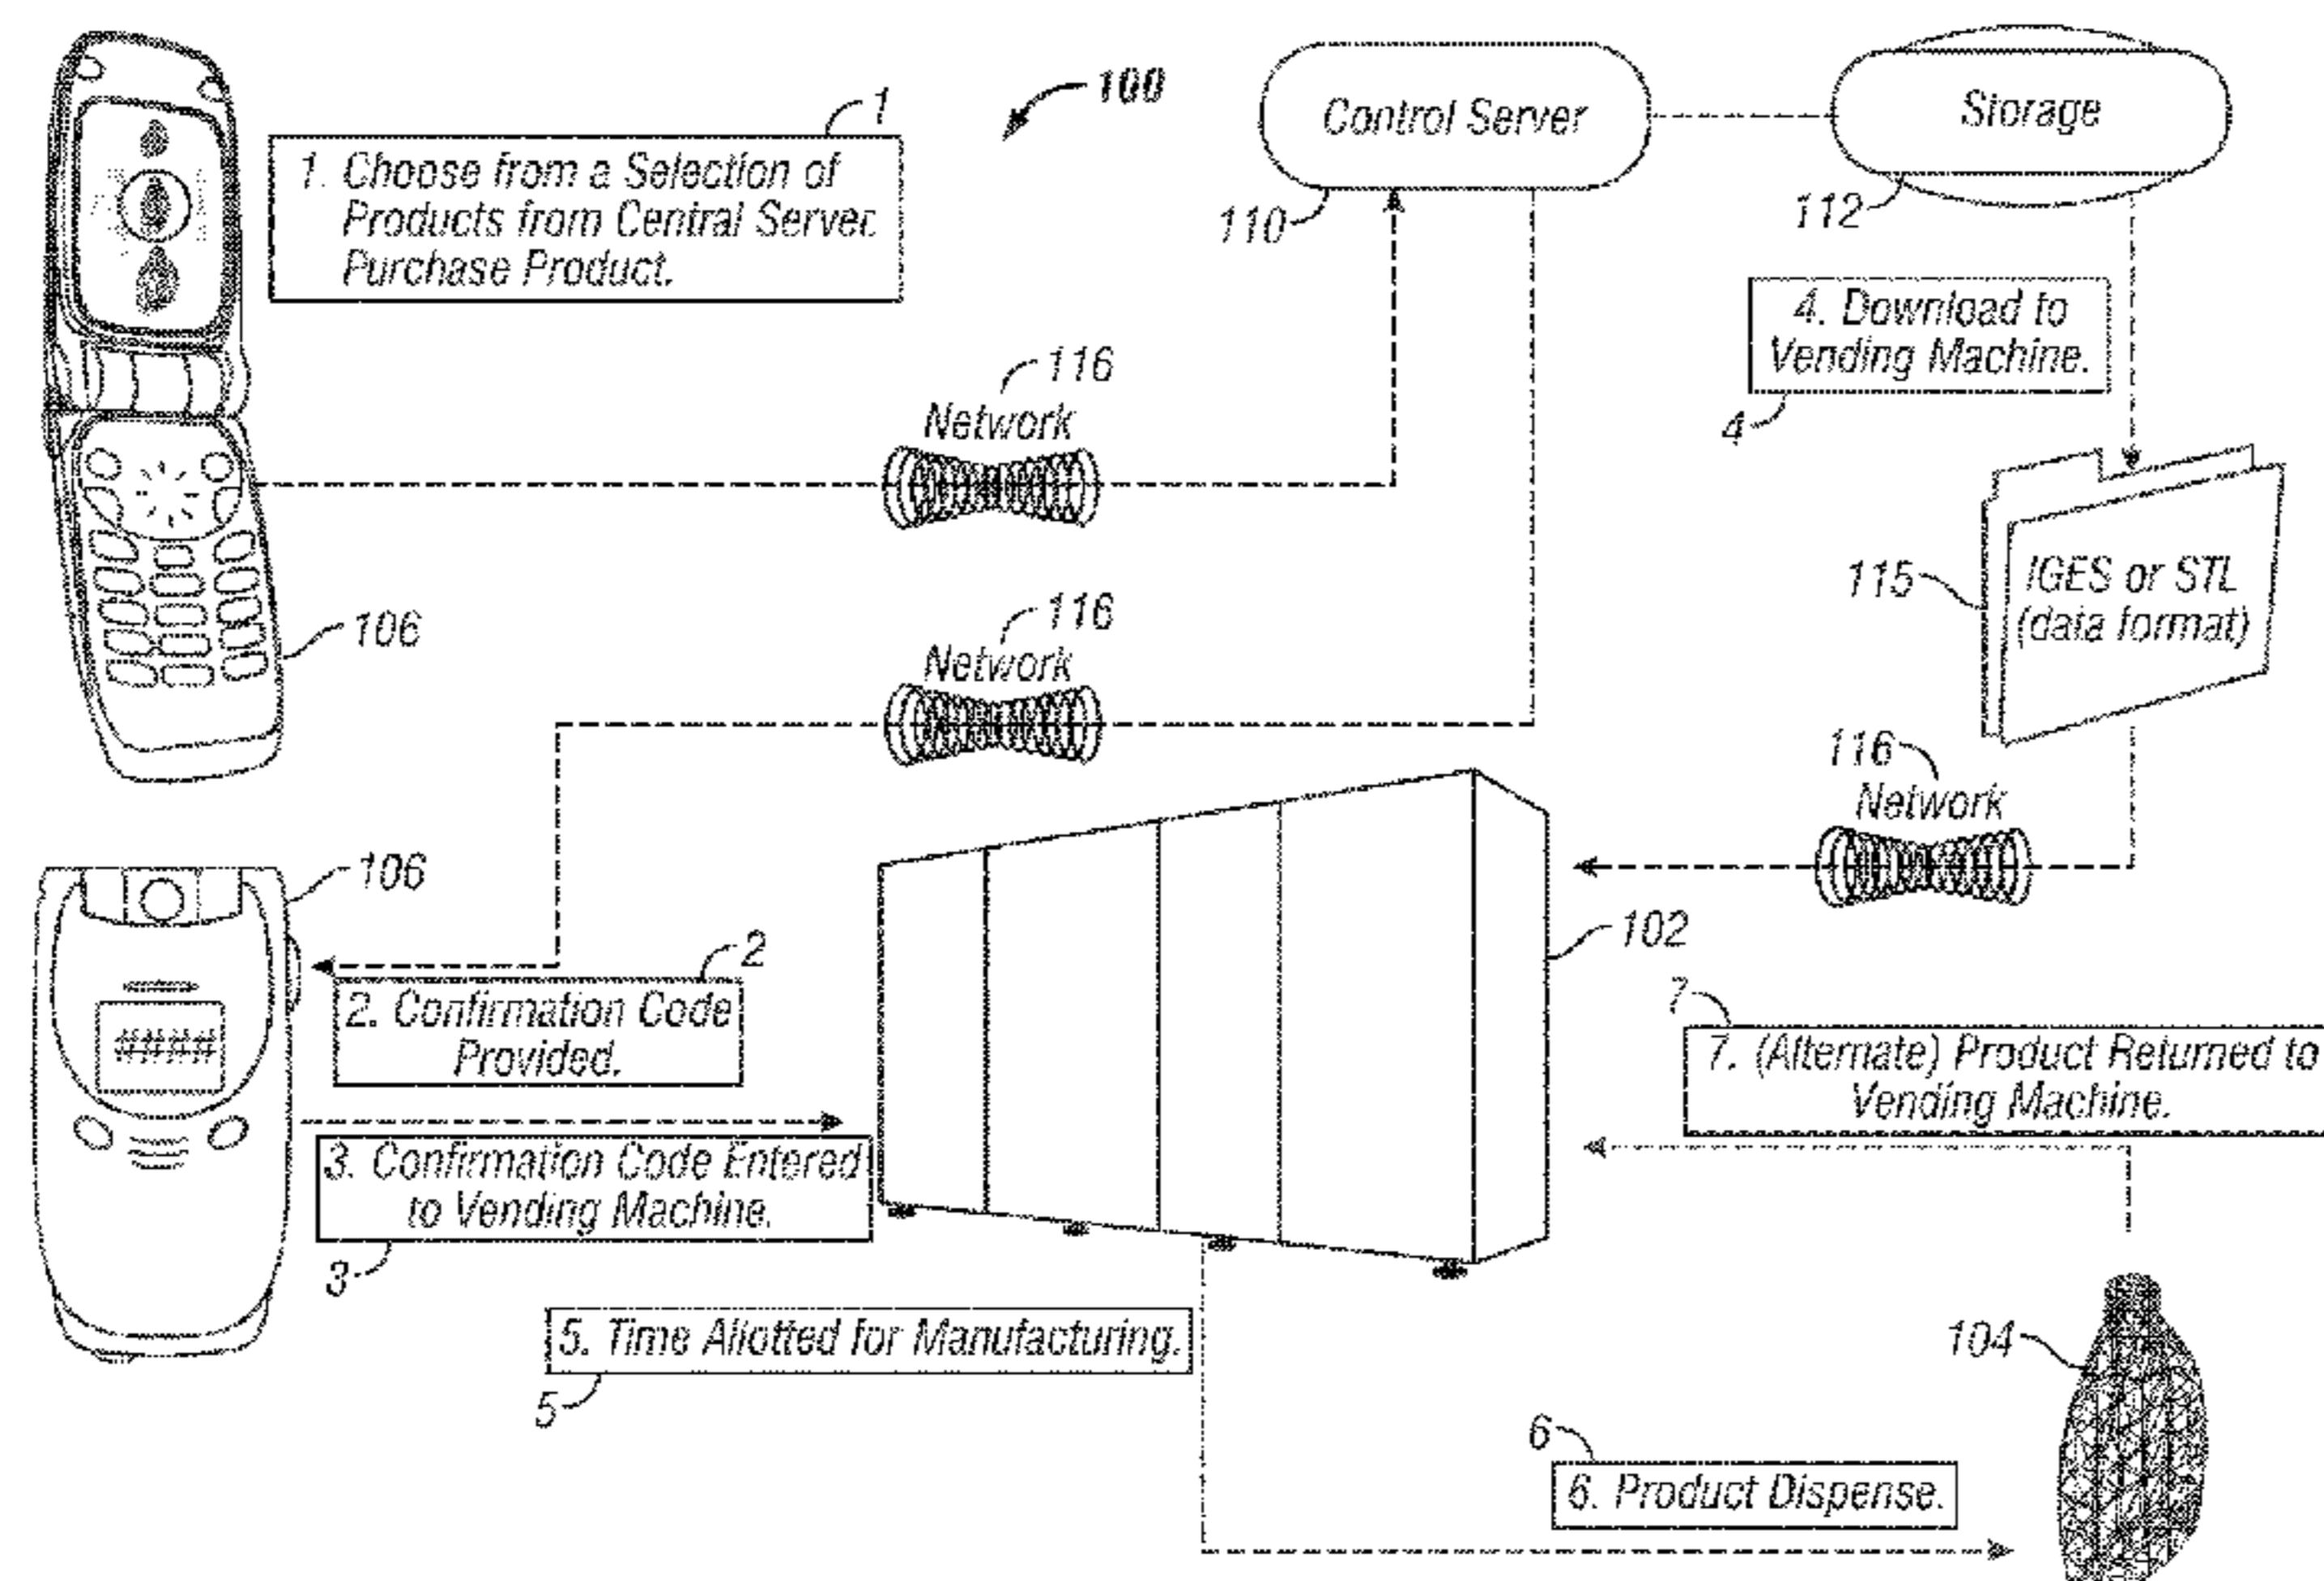 1
100
1. Choose from a Selection of
Products from Central Server.
Purchase Product.
Control Server
110
Storage
112
4. Download to
Vending Machine.
4
116
Network
106
116
Network
115
IGES or STL
(data format)
116
Network
106
102
2
2. Confirmation Code
Provided.
####
3. Confirmation Code Entered
to Vending Machine.
3
7
7. (Alternate) Product Returned to
Vending Machine.
5. Time Allotted for Manufacturing.
5
104
6
6. Product Dispense.